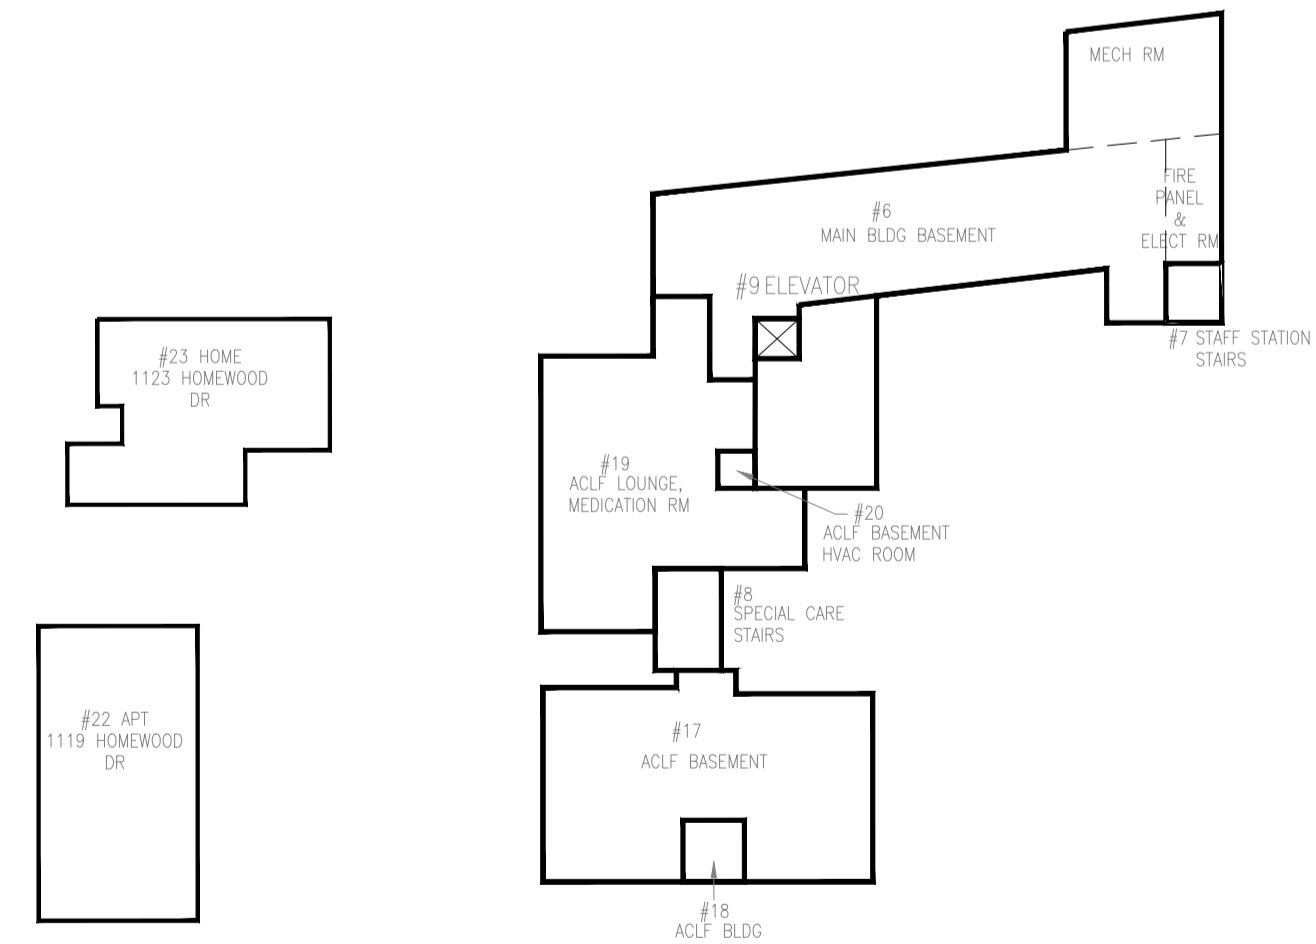 MECH RM
FIRE
PANEL
&
ELECT RM
#6
MAIN BLDG BASEMENT
#9 ELEVATOR
#7 STAFF STATION
STAIRS
#23 HOME
1123 HOMEWOOD
DR
#19
ACLF LOUNGE,
MEDICATION RM
#20
ACLF BASEMENT
HVAC ROOM
#8
SPECIAL CARE
STAIRS
#22 APT
1119 HOMEWOOD
DR
#17
ACLF BASEMENT
#18
ACLF BLDG